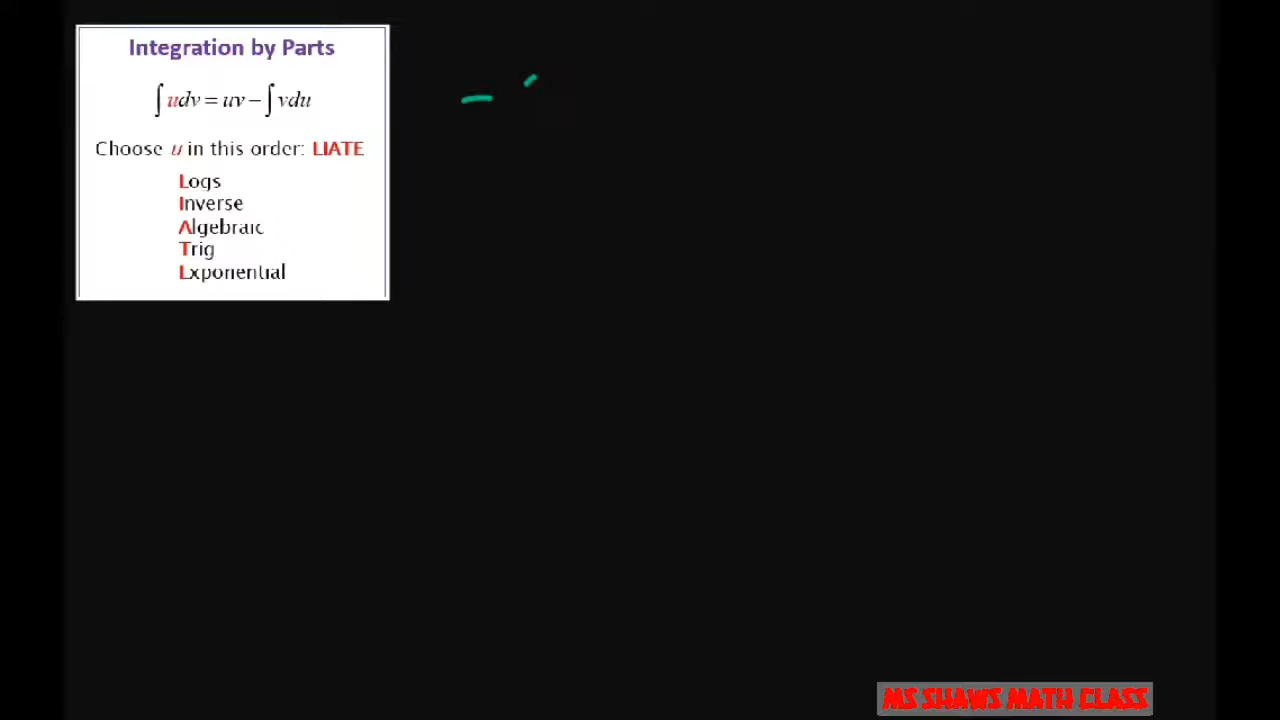 Integration by Parts
∫udv = uv − ∫vdu
Choose u in this order: LIATE
Logs
Inverse
Algebraic
Trig
Exponential
MS SHAWS MATH CLASS